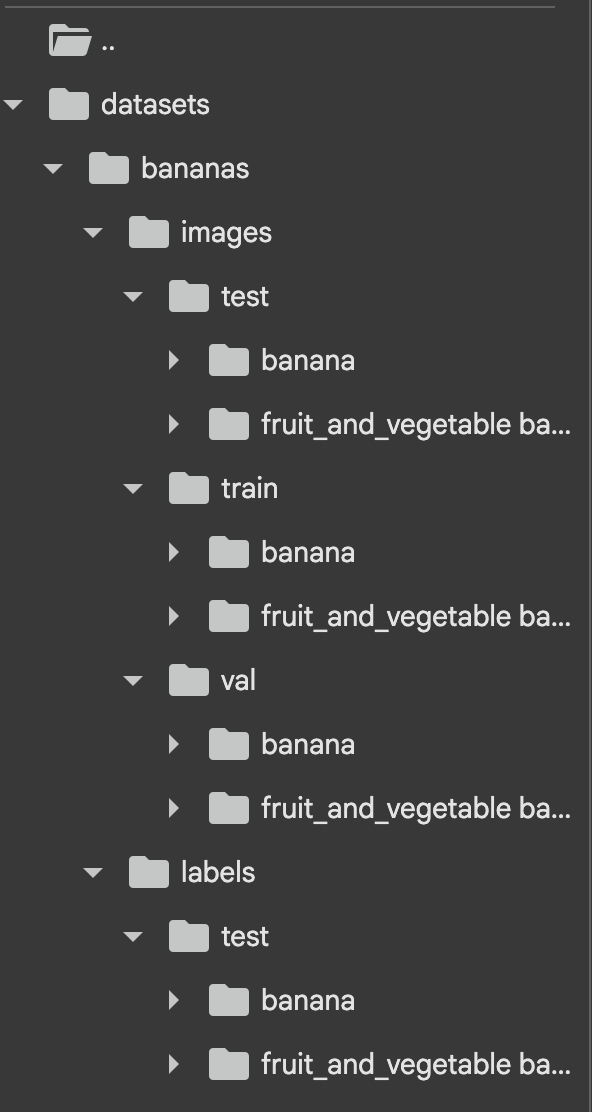 ..
datasets
bananas
images
test
banana
fruit_and_vegetable ba...
train
banana
fruit_and_vegetable ba...
val
banana
fruit_and_vegetable ba...
labels
test
banana
fruit_and_vegetable ba...